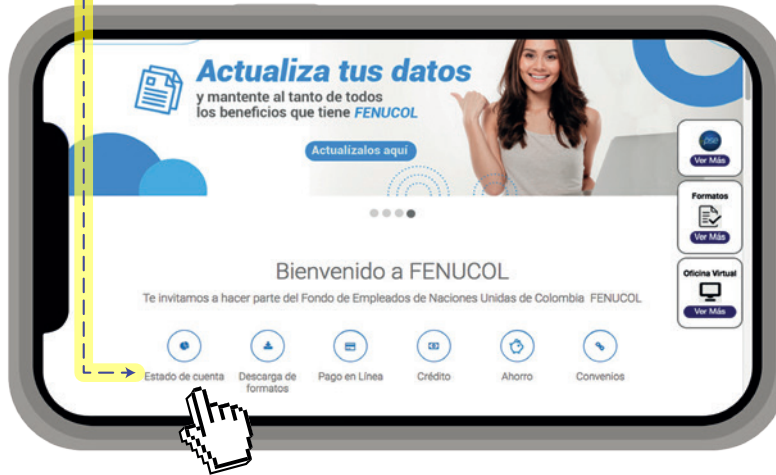 Actualiza tus datos
y mantente al tanto de todos
los beneficios que tiene FENUCOL
Actualízalos aquí
pse
Ver Más
Formatos
Ver Más
Oficina Virtual
Ver Más
Bienvenido a FENUCOL
Te invitamos a hacer parte del Fondo de Empleados de Naciones Unidas de Colombia FENUCOL
Estado de cuenta
Descarga de
formatos
Pago en Línea
Crédito
Ahorro
Convenios